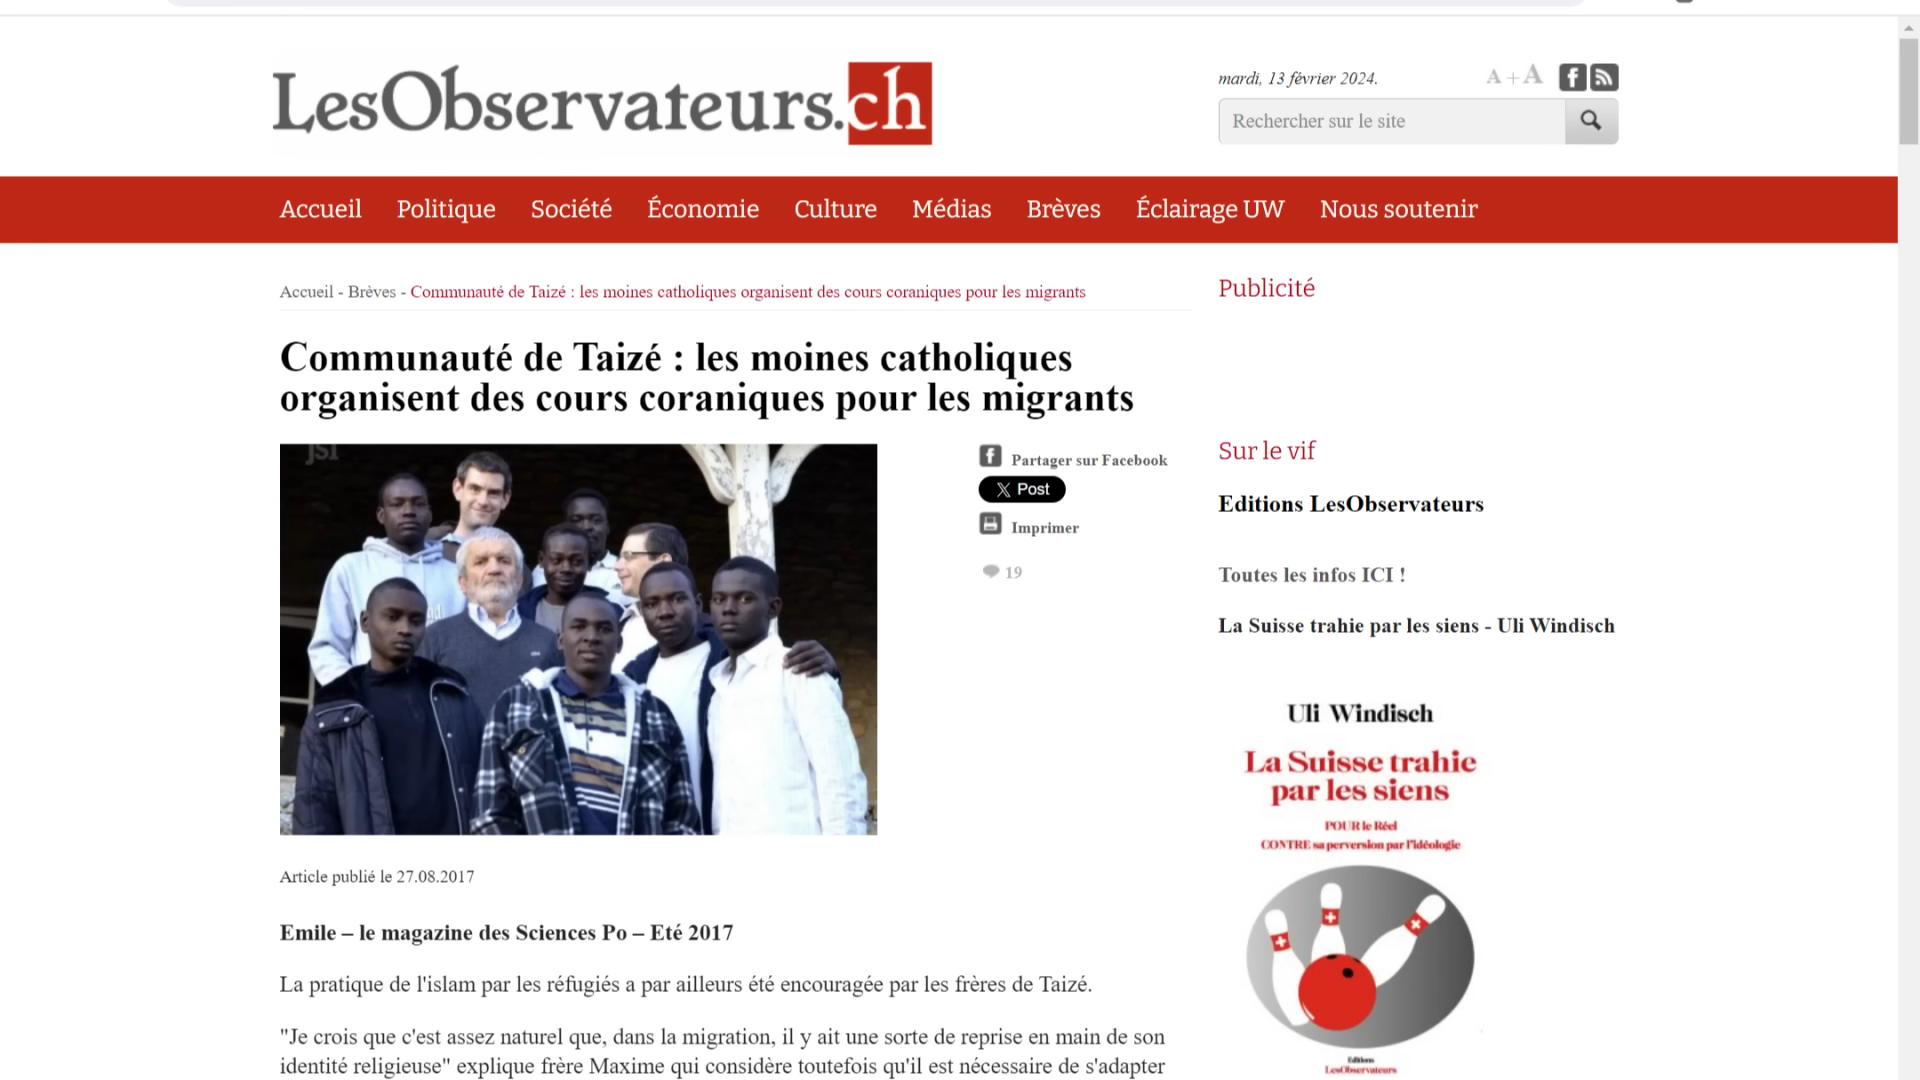 LesObservateurs.ch
mardi, 13 février 2024.
A+A
Rechercher sur le site
Accueil Politique Société Économie Culture Médias Brèves Éclairage UW Nous soutenir
Accueil - Brèves - Communauté de Taizé : les moines catholiques organisent des cours coraniques pour les migrants
Communauté de Taizé : les moines catholiques
organisent des cours coraniques pour les migrants
jsl
Partager sur Facebook
Post
Imprimer
19
Article publié le 27.08.2017
Emile – le magazine des Sciences Po – Eté 2017
La pratique de l'islam par les réfugiés a par ailleurs été encouragée par les frères de Taizé.
"Je crois que c'est assez naturel que, dans la migration, il y ait une sorte de reprise en main de son
identité religieuse" explique frère Maxime qui considère toutefois qu'il est nécessaire de s'adapter
Publicité
Sur le vif
Editions LesObservateurs
Toutes les infos ICI !
La Suisse trahie par les siens - Uli Windisch
Uli Windisch
La Suisse trahie
par les siens
POUR le Réel
CONTRE sa perversion par l'idéologie
Editions
LesObservateurs